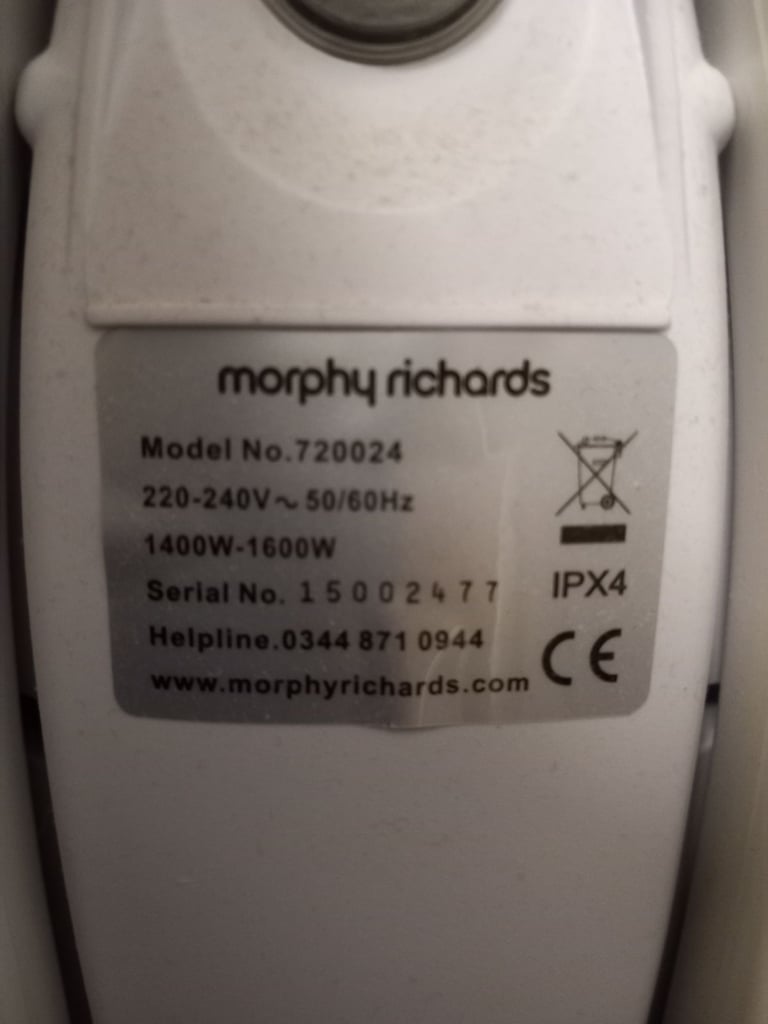 morphy richards
Model No.720024
220-240V~ 50/60Hz
1400W-1600W
Serial No. 15002477
IPX4
Helpline.0344 871 0944
CE
www.morphyrichards.com